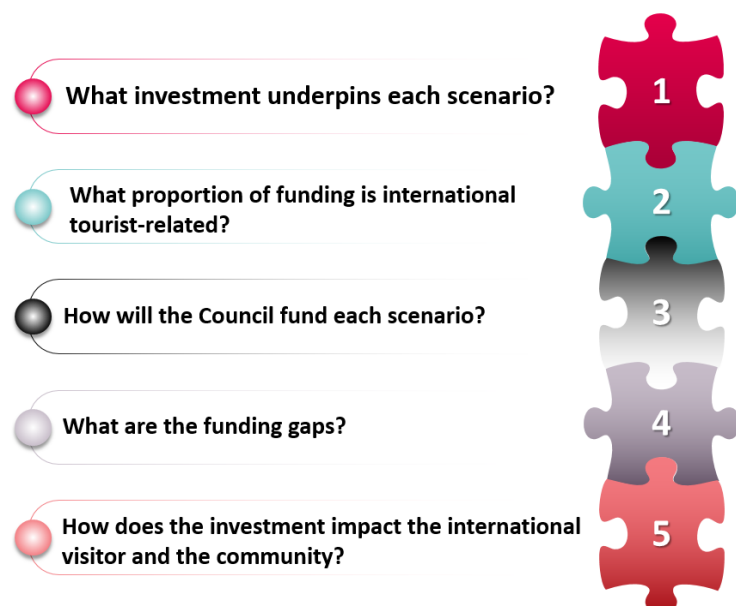 What investment underpins each scenario?
1
What proportion of funding is international
tourist-related?
2
How will the Council fund each scenario?
3
What are the funding gaps?
4
How does the investment impact the international
visitor and the community?
5